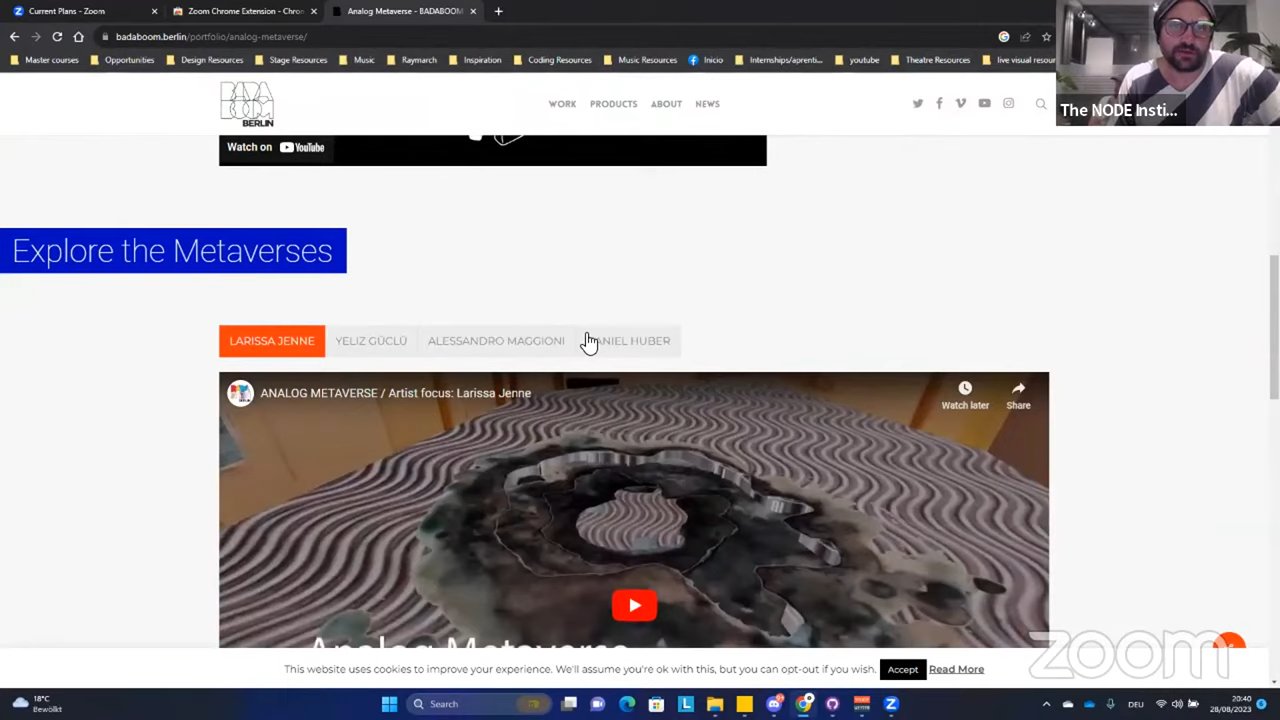 Current Plans - Zoom
Zoom Chrome Extension - Chron
Analog Metaverse - BADABOOM
badaboom.berlin/portfolio/analog-metaverse/
Master courses
Opportunities
Design Resources
Stage Resources
Music
Raymarch
Inspiration
Coding Resources
Music Resources
Inicio
Internships/aprenti...
youtube
Theatre Resources
live visual resour
The NODE Insti...
BADA
BOOM
BERLIN
WORK
PRODUCTS
ABOUT
NEWS
Watch on YouTube
Explore the Metaverses
LARISSA JENNE
YELIZ GÜCLÜ
ALESSANDRO MAGGIONI
HUBER
ANALOG METAVERSE / Artist focus: Larissa Jenne
Watch later
Share
Analog Metaverse
This website uses cookies to improve your experience. We'll assume you're ok with this, but you can opt-out if you wish.
Accept
Read More
zoom
18°C
Bewölkt
Search
DEU
20:40
28/08/2023